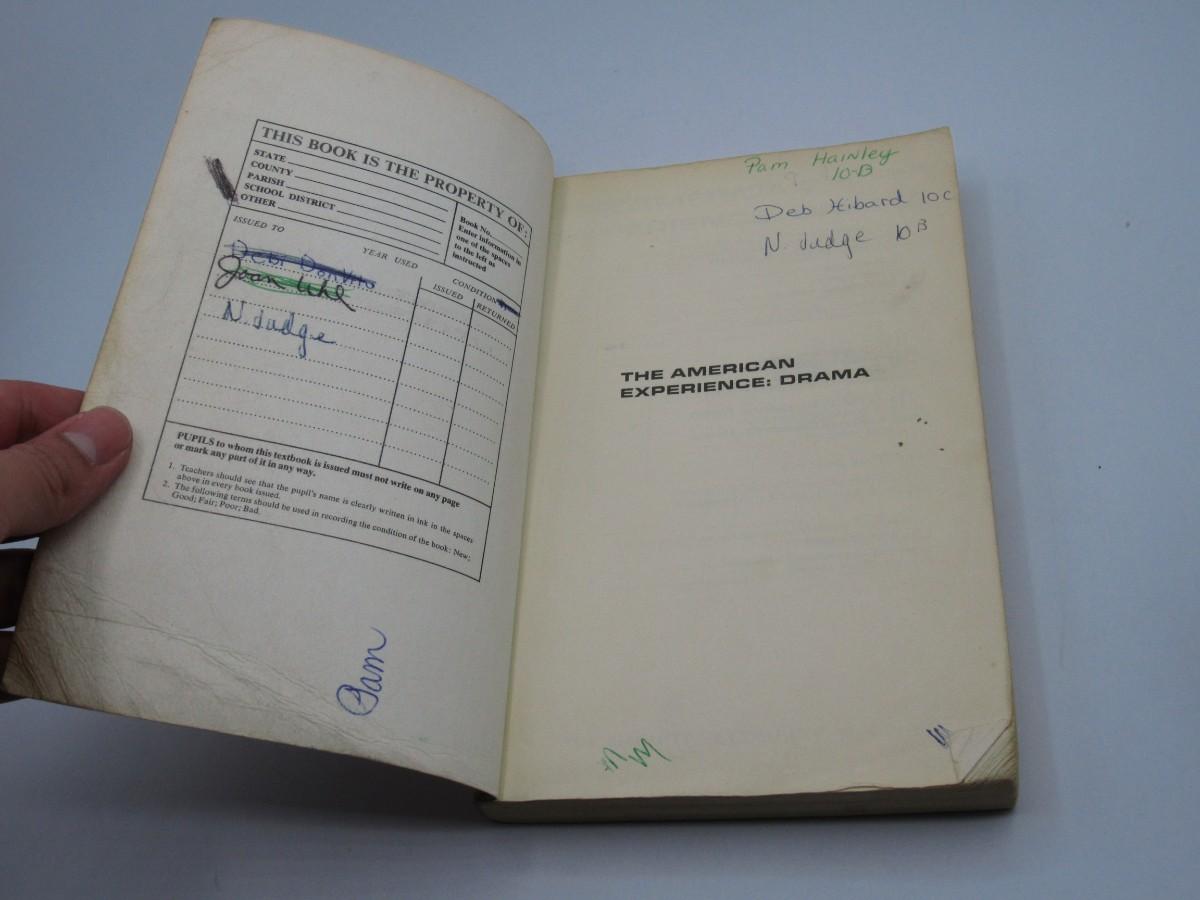 THIS BOOK IS THE PROPERTY OF:
STATE
COUNTY
PARISH
SCHOOL DISTRICT
OTHER
Book No.
Enter information in
one of the spaces
to the left as
instructed
ISSUED TO
YEAR USED
CONDITION
ISSUED
RETURNED
Debi
Joan
N. Judge
PUPILS to whom this textbook is issued must not write on any page
or mark any part of it in any way.
1. Teachers should see that the pupil's name is clearly written in ink in the spaces
above in every book issued.
2. The following terms should be used in recording the condition of the book: New;
Good; Fair; Poor; Bad.
Pam
Pam Hainley
10-B
Deb Hibard 10C
N. Judge 10B
THE AMERICAN
EXPERIENCE: DRAMA